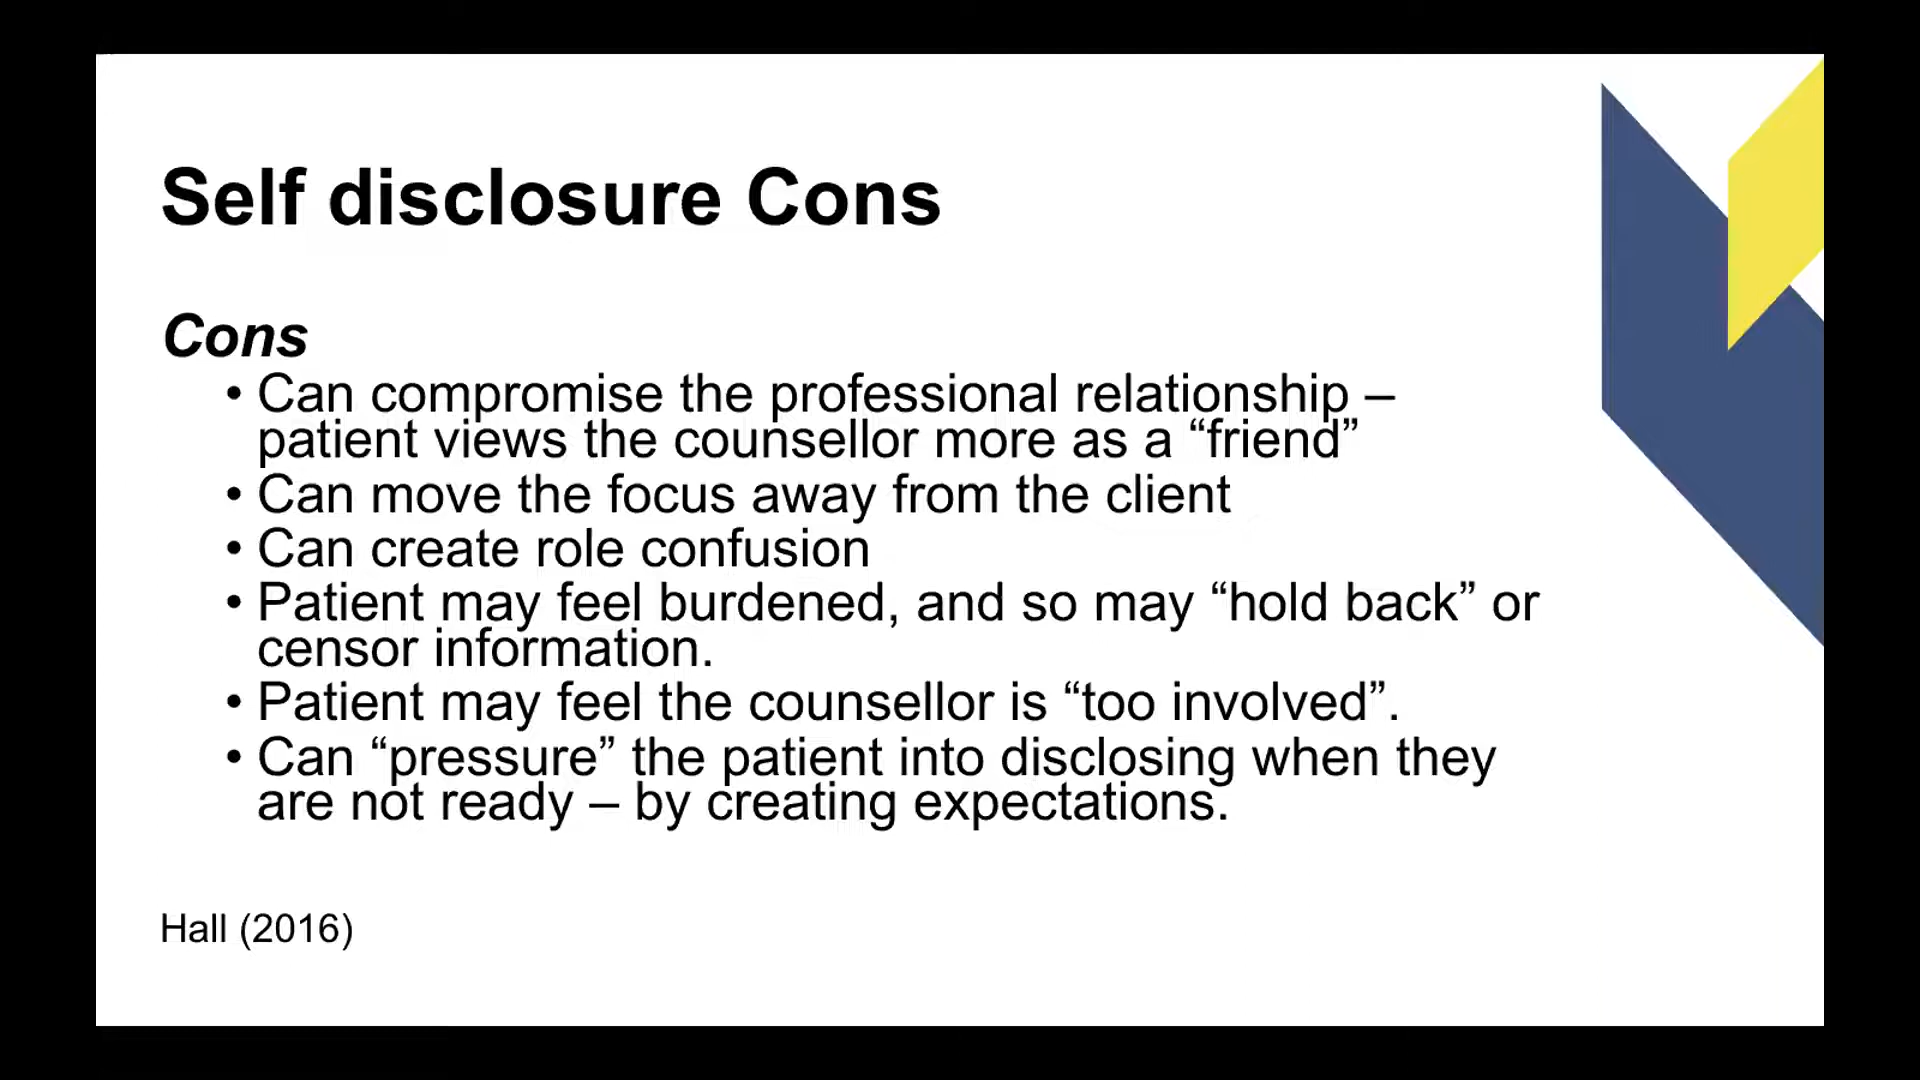 Self disclosure Cons
Cons
• Can compromise the professional relationship –
patient views the counsellor more as a “friend”
• Can move the focus away from the client
• Can create role confusion
• Patient may feel burdened, and so may “hold back” or
censor information.
• Patient may feel the counsellor is “too involved”.
• Can “pressure” the patient into disclosing when they
are not ready – by creating expectations.
Hall (2016)